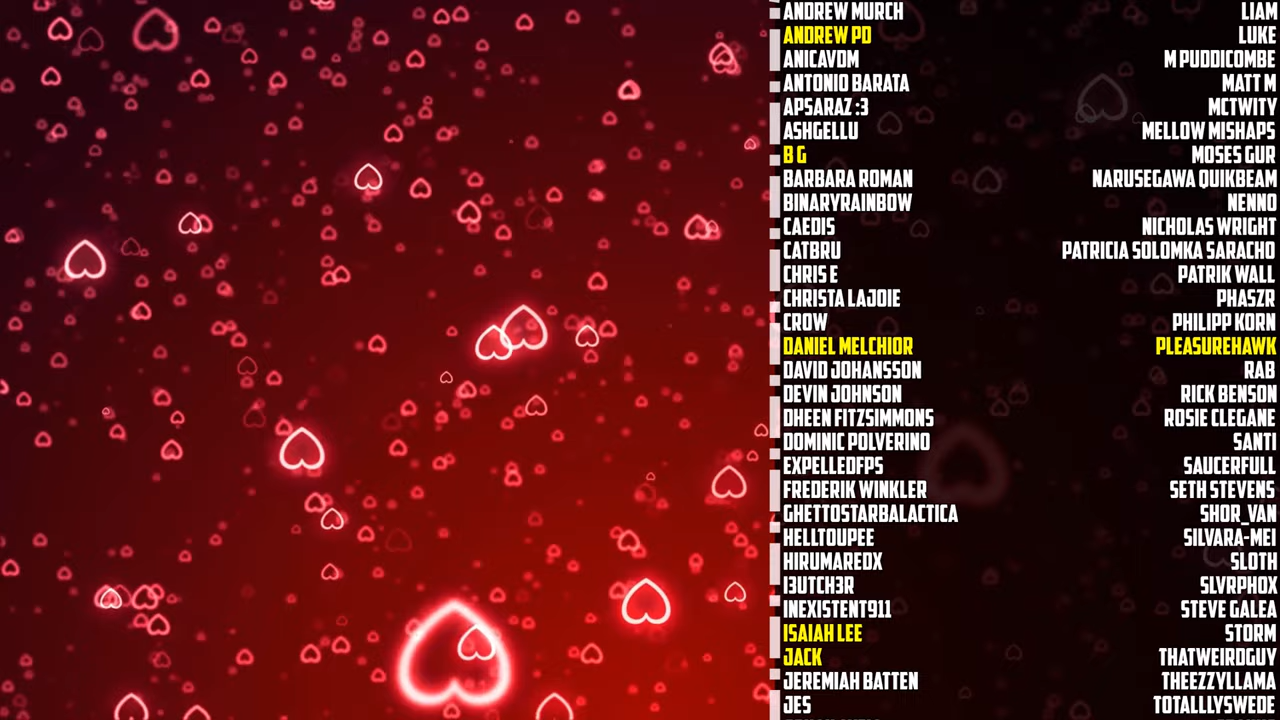 ANDREW MURCH
ANDREW PD
ANICAVDM
ANTONIO BARATA
APSARAZ :3
ASHGELLU
B G
BARBARA ROMAN
BINARYRAINBOW
CAEDIS
CATBRU
CHRIS E
CHRISTA LAJOIE
CROW
DANIEL MELCHIOR
DAVID JOHANSSON
DEVIN JOHNSON
DHEEN FITZSIMMONS
DOMINIC POLVERINO
EXPELLEDFPS
FREDERIK WINKLER
GHETTOSTARBALACTICA
HELLTOUPEE
HIRUMAREDX
I3UTCH3R
INEXISTENT911
ISAIAH LEE
JACK
JEREMIAH BATTEN
JES
LIAM
LUKE
M PUDDICOMBE
MATT M
MCTWITY
MELLOW MISHAPS
MOSES GUR
NARUSEGAWA QUIKBEAM
NENNO
NICHOLAS WRIGHT
PATRICIA SOLOMKA SARACHO
PATRIK WALL
PHASZR
PHILIPP KORN
PLEASUREHAWK
RAB
RICK BENSON
ROSIE CLEGANE
SANTI
SAUCERFULL
SETH STEVENS
SHOR_VAN
SILVARA-MEI
SLOTH
SLVRPHOX
STEVE GALEA
STORM
THATWEIRDGUY
THEEZZYLLAMA
TOTALLLYSWEDE